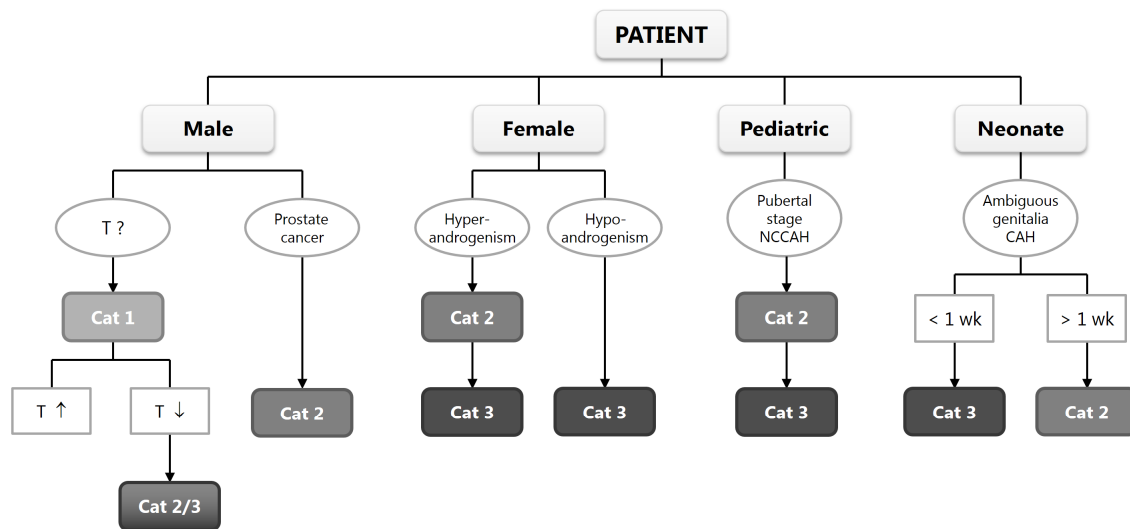 PATIENT
Male
Female
Pediatric
Neonate
T ?
Prostate
cancer
Hyper-
androgenism
Hypo-
androgenism
Pubertal
stage
NCCAH
Ambiguous
genitalia
CAH
Cat 1
Cat 2
Cat 2
< 1 wk
> 1 wk
T ↑
T ↓
Cat 2
Cat 3
Cat 3
Cat 3
Cat 3
Cat 2
Cat 2/3